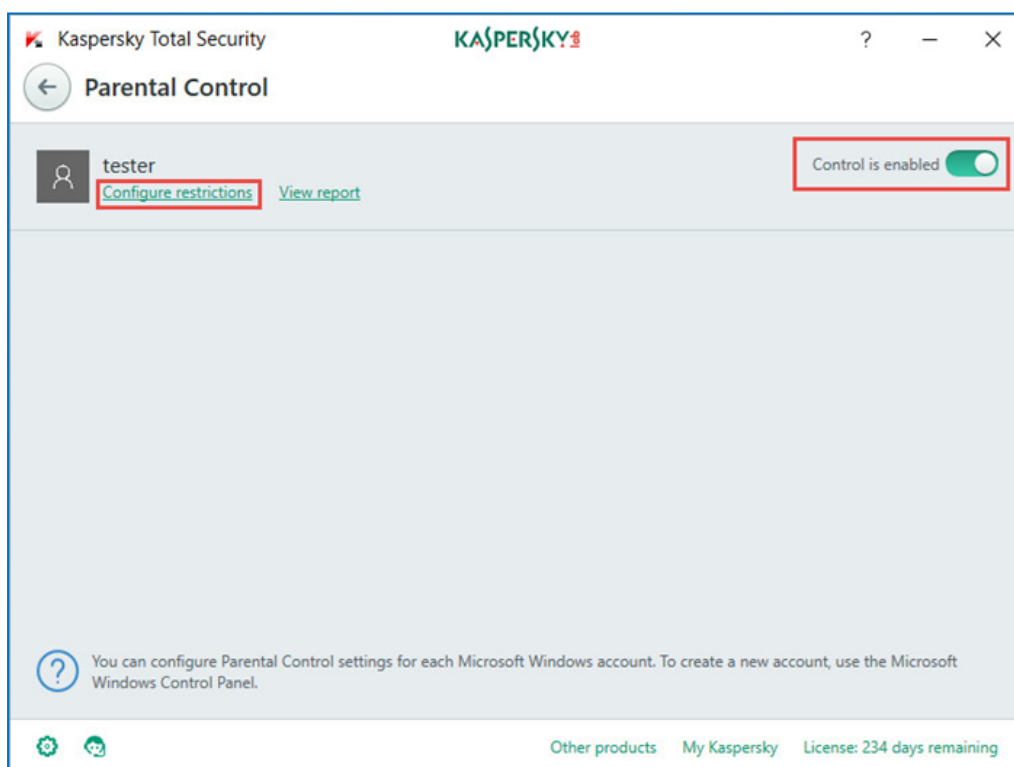 Kaspersky Total Security
KASPERSKY lab
?
Parental Control
tester
Control is enabled
Configure restrictions View report
?
You can configure Parental Control settings for each Microsoft Windows account. To create a new account, use the Microsoft
Windows Control Panel.
Other products My Kaspersky License: 234 days remaining